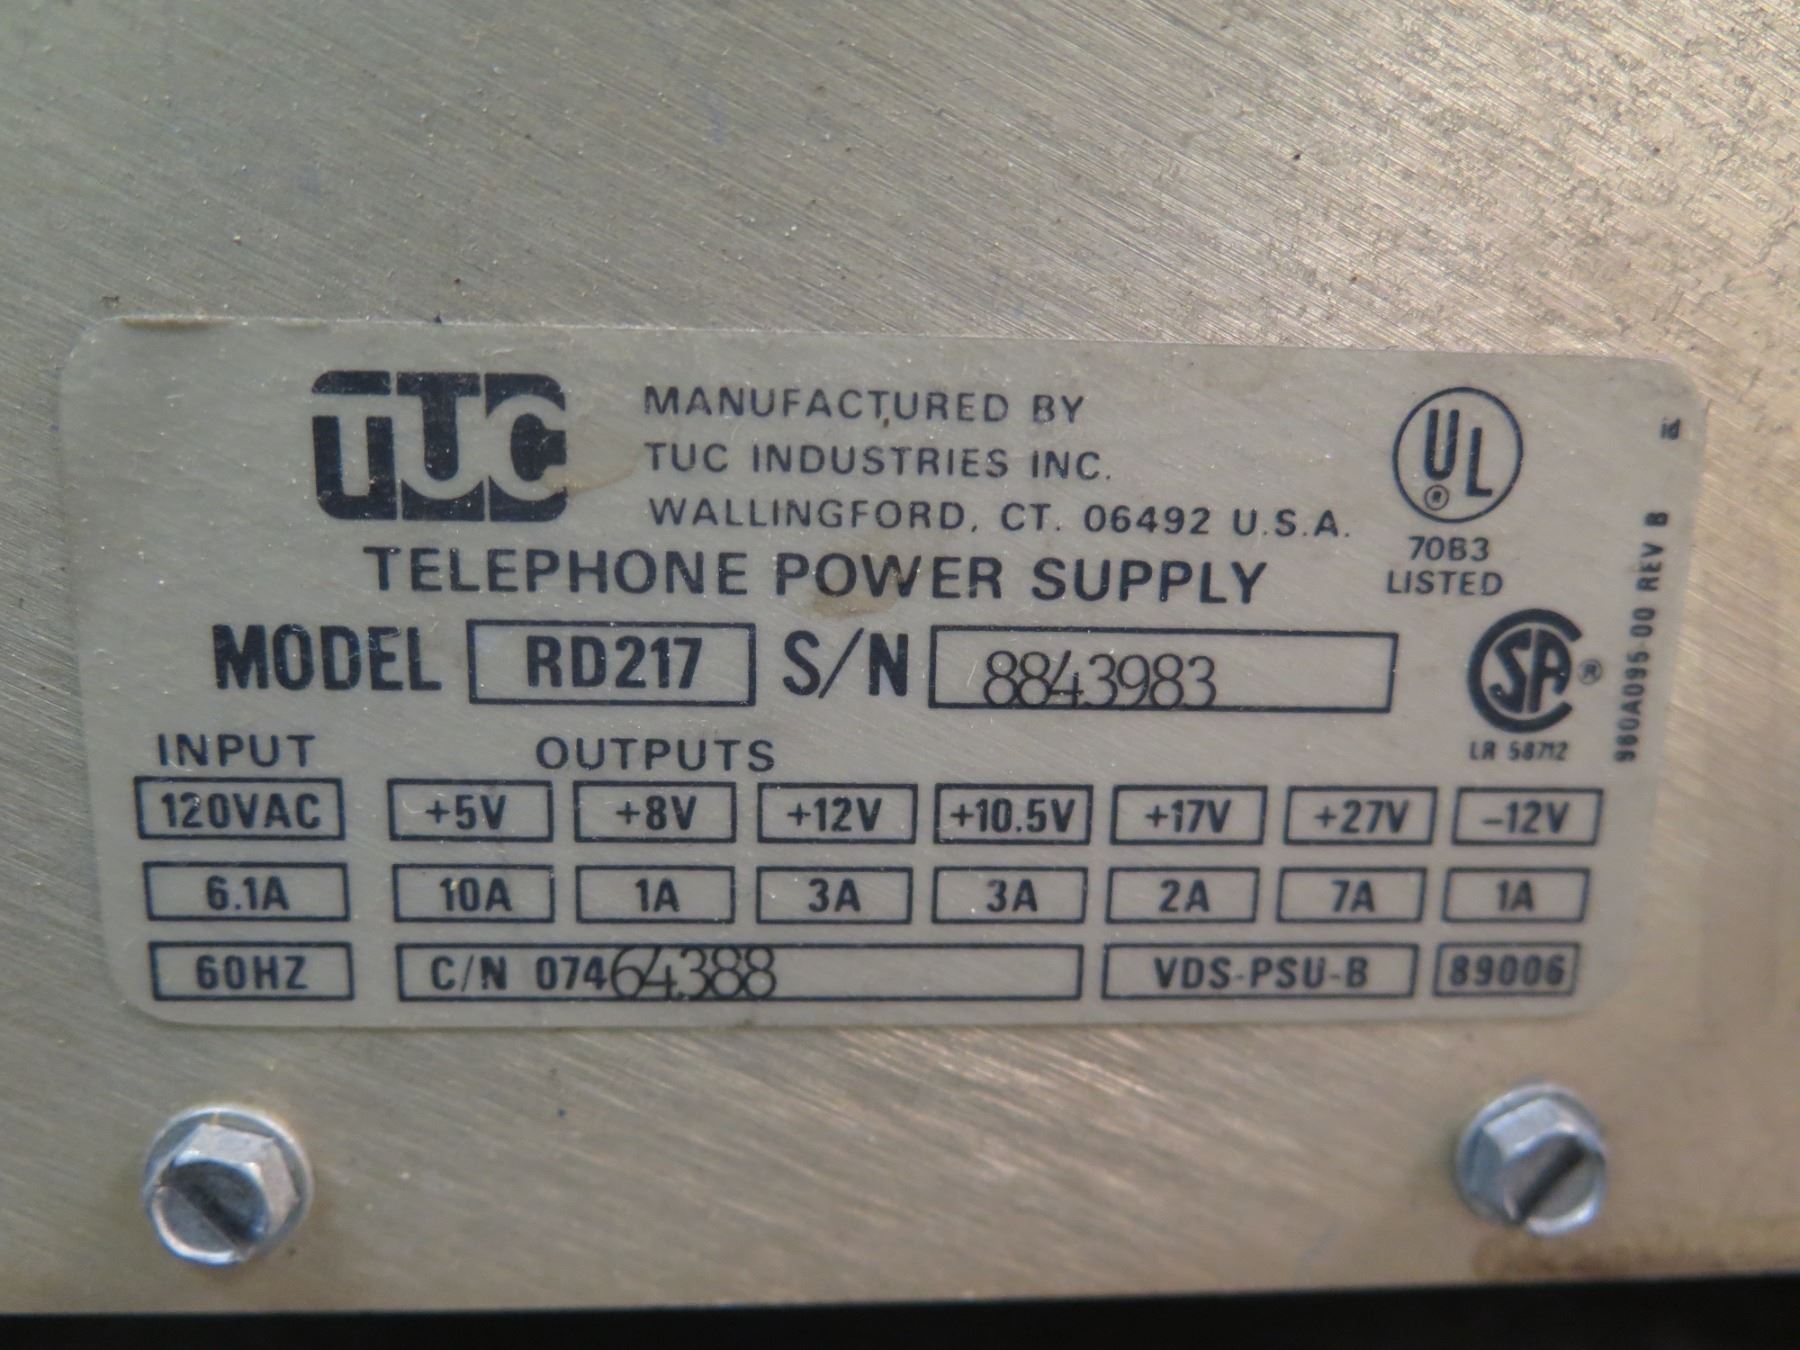 TUC
MANUFACTURED BY
TUC INDUSTRIES INC.
WALLINGFORD, CT. 06492 U.S.A.
UL
®
70B3
LISTED
TELEPHONE POWER SUPPLY
MODEL RD217 S/N 8843983
SA ®
LR 58712
980A095-00 REV B
INPUT OUTPUTS
120VAC +5V +8V +12V +10.5V +17V +27V -12V
6.1A 10A 1A 3A 3A 2A 7A 1A
60HZ C/N 07464388 VDS-PSU-B 89006